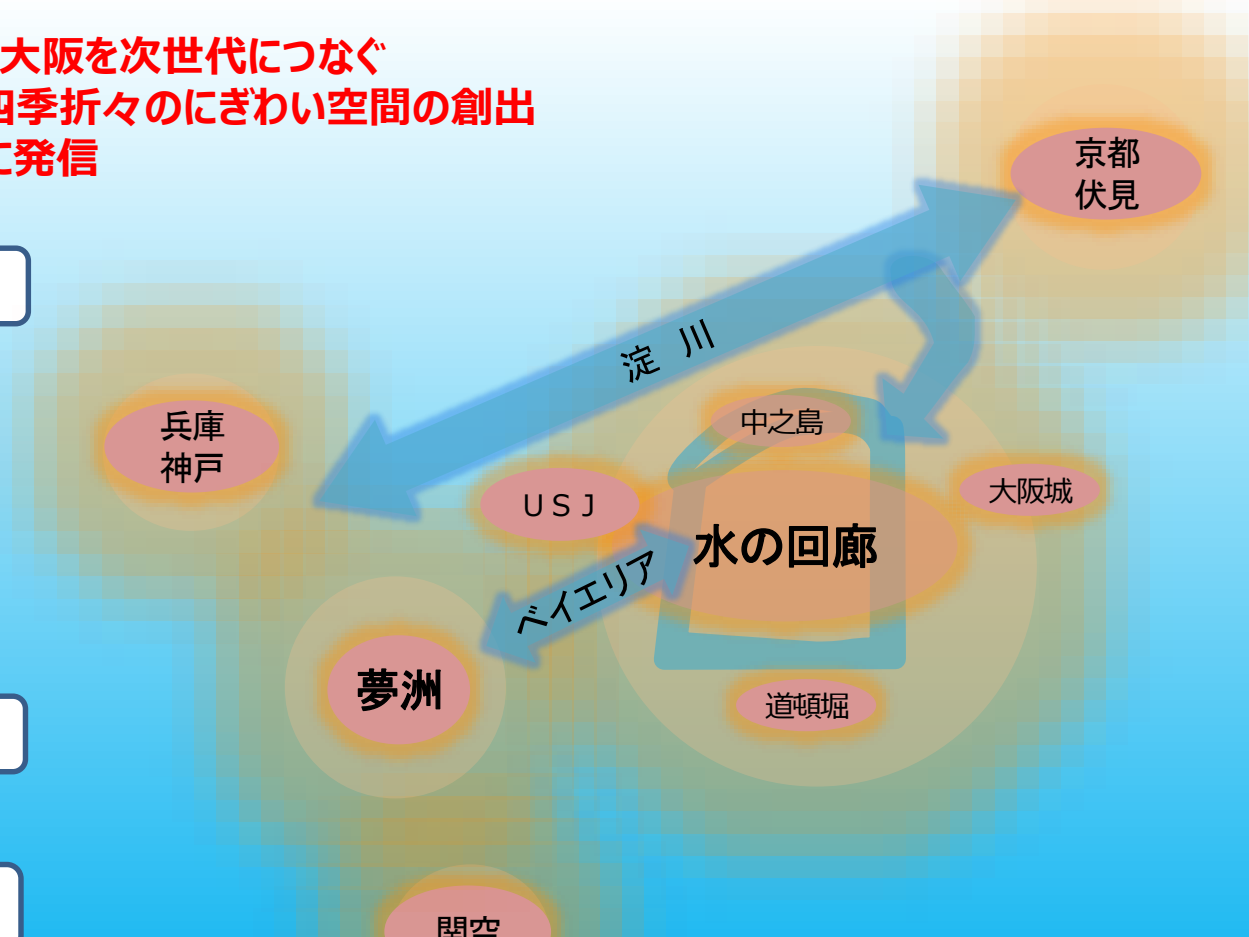 大阪を次世代につなぐ
四季折々のにぎわい空間の創出
に発信
京都
伏見
淀 川
兵庫
神戸
中之島
ＵＳＪ
大阪城
水の回廊
ベイエリア
夢洲
道頓堀
関空